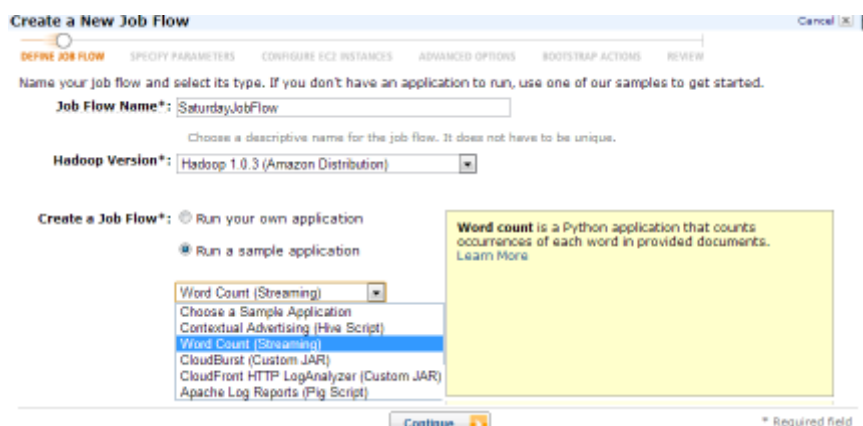 Create a New Job Flow
Cancel
DEFINE JOB FLOW SPECIFY PARAMETERS CONFIGURE EC2 INSTANCES ADVANCED OPTIONS BOOTSTRAP ACTIONS REVIEW
Name your job flow and select its type. If you don't have an application to run, use one of our samples to get started.
Job Flow Name*: SaturdayJobFlow
Choose a descriptive name for the job flow. It does not have to be unique.
Hadoop Version*: Hadoop 1.0.3 (Amazon Distribution)
Create a Job Flow*: Run your own application
Run a sample application
Word Count (Streaming)
Choose a Sample Application
Contextual Advertising (Hive Script)
Word Count (Streaming)
CloudBurst (Custom JAR)
CloudFront HTTP LogAnalyzer (Custom JAR)
Apache Log Reports (Pig Script)
Word count is a Python application that counts
occurrences of each word in provided documents.
Learn More
Continue
* Required field